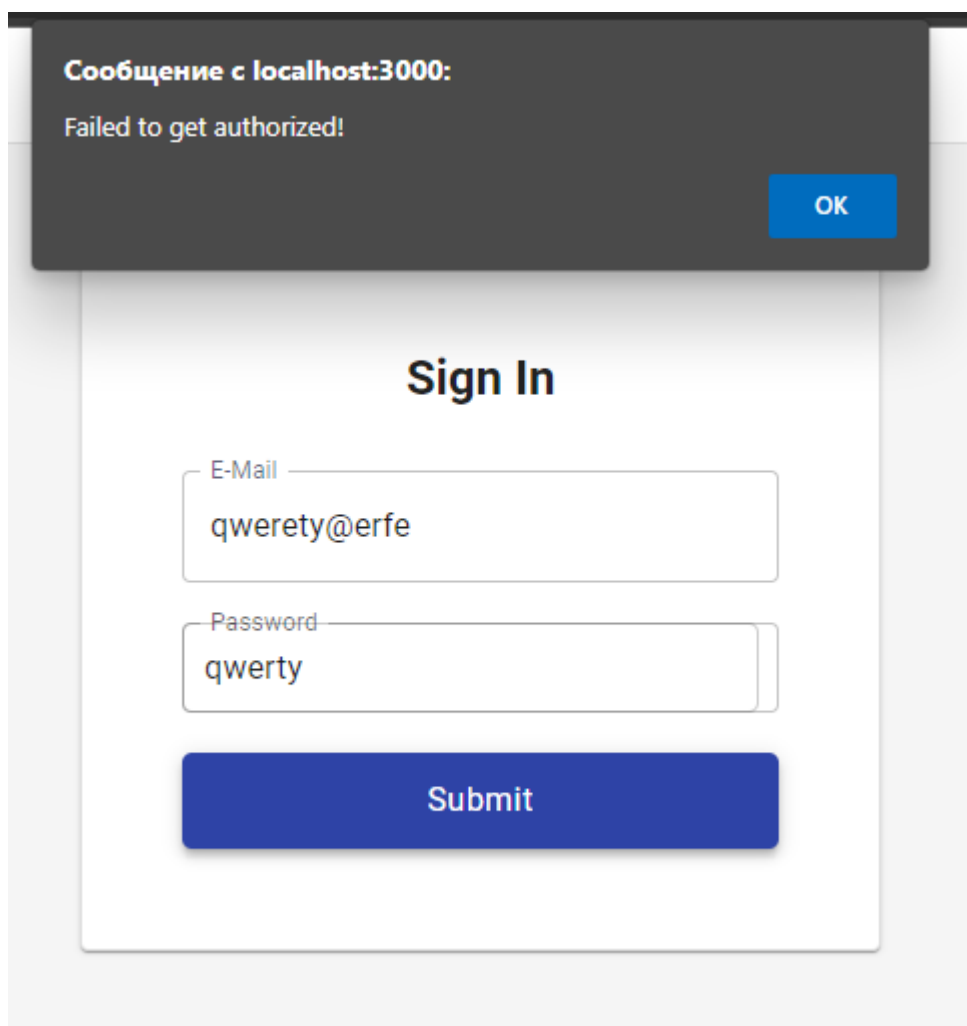 Сообщение с localhost:3000:
Failed to get authorized!
OK
Sign In
E-Mail
qwerety@erfe
Password
qwerty
Submit